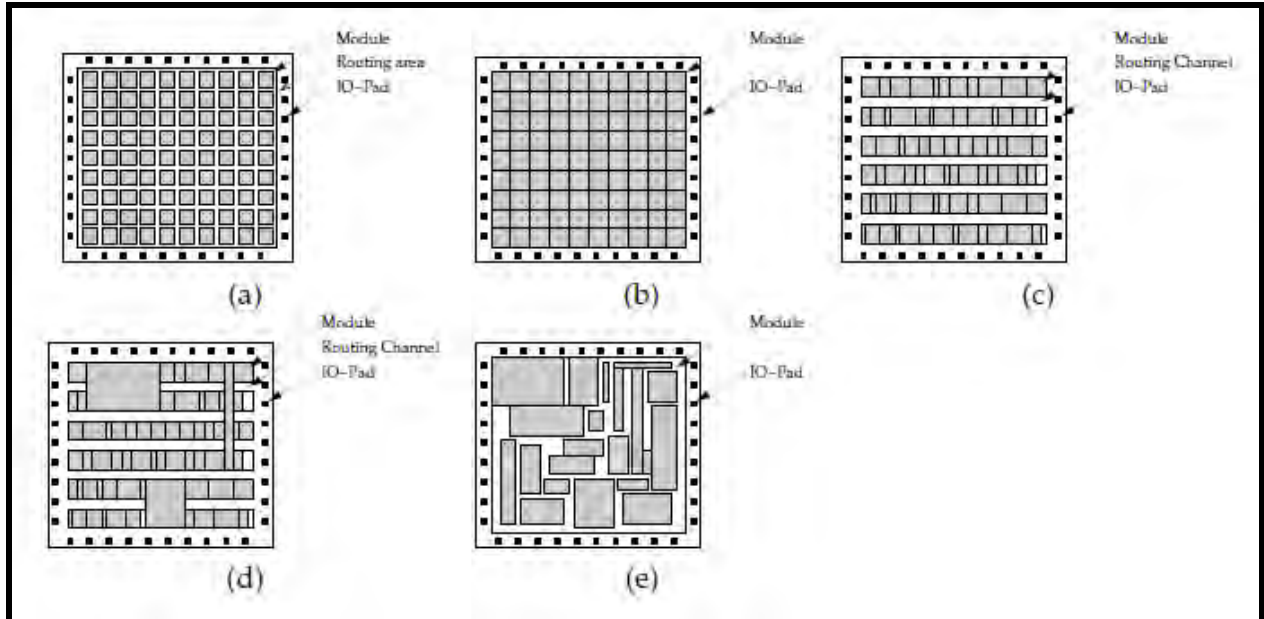 Module
Routing area
IO-Pad
(a)
Module
IO-Pad
(b)
Module
Routing Channel
IO-Pad
(c)
Module
Routing Channel
IO-Pad
(d)
Module
IO-Pad
(e)